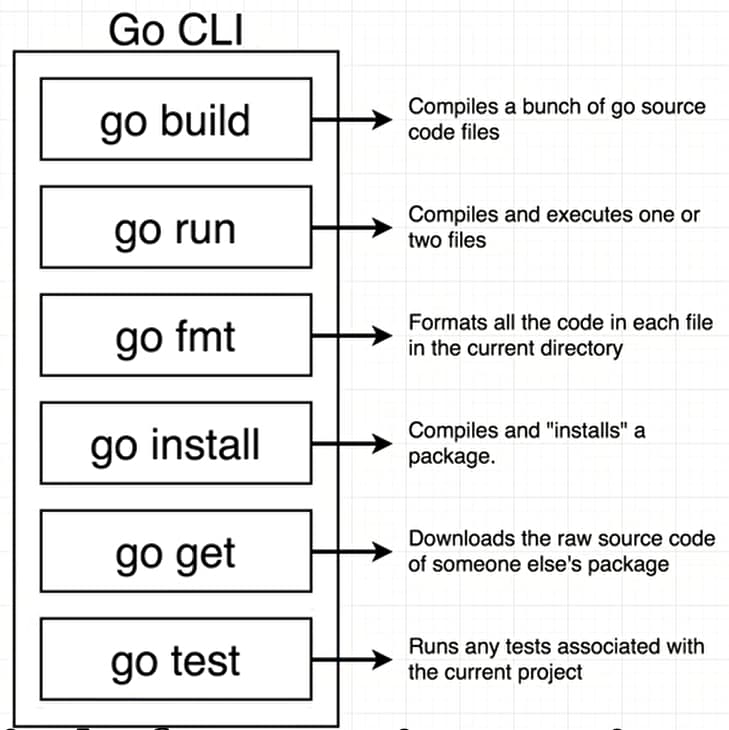 Go CLI
go build
Compiles a bunch of go source
code files
go run
Compiles and executes one or
two files
go fmt
Formats all the code in each file
in the current directory
go install
Compiles and "installs" a
package.
go get
Downloads the raw source code
of someone else's package
go test
Runs any tests associated with
the current project